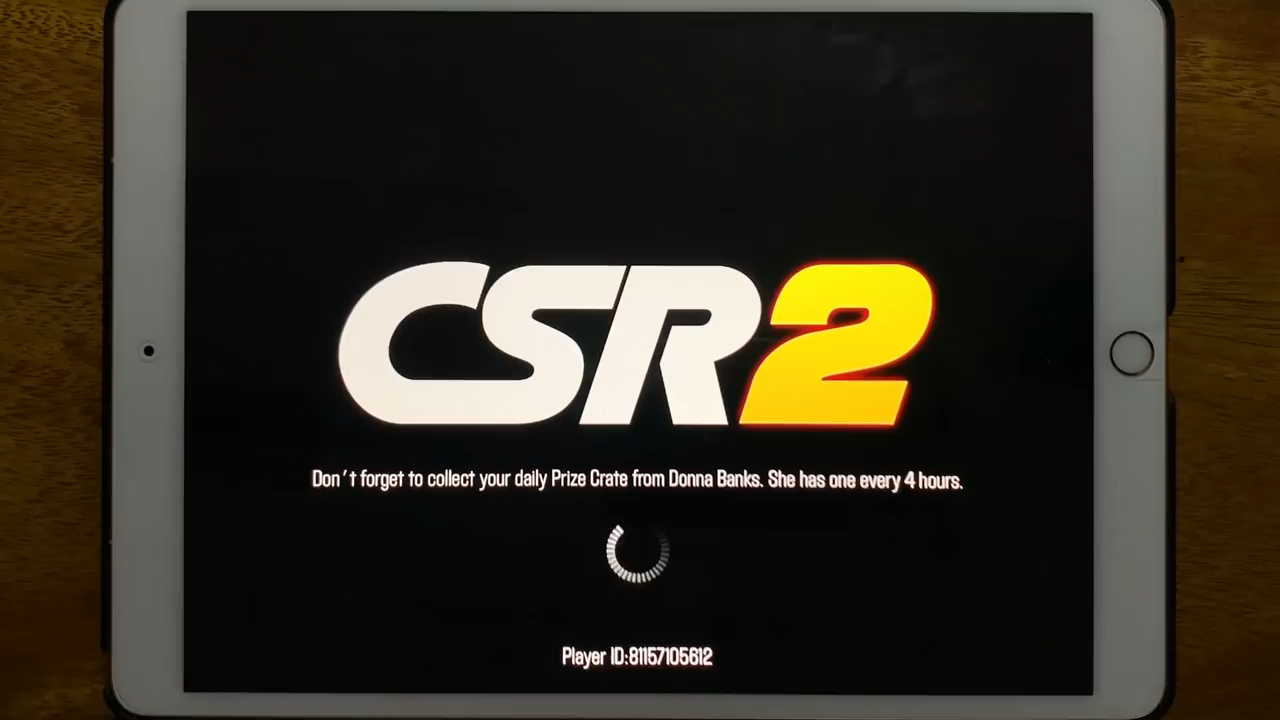 CSR2
Don't forget to collect your daily Prize Crate from Donna Banks. She has one every 4 hours.
Player ID:81157105612